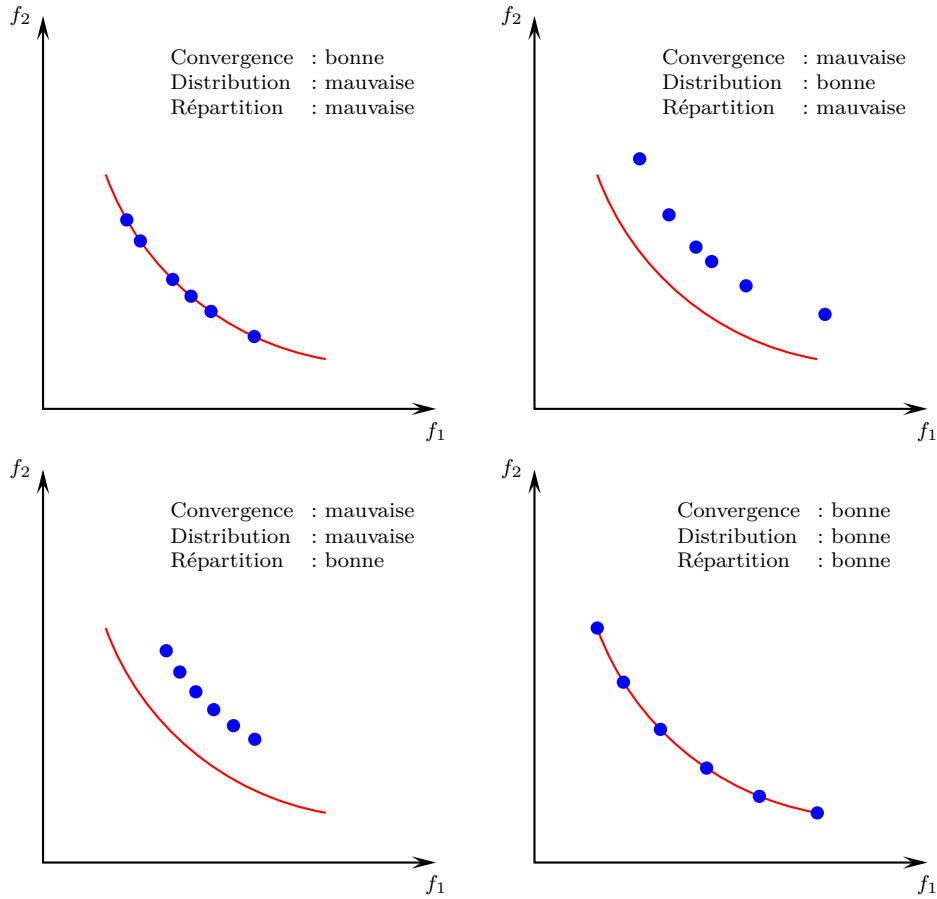 f2
Convergence : bonne
Distribution : mauvaise
Répartition : mauvaise
f1
f2
Convergence : mauvaise
Distribution : bonne
Répartition : mauvaise
f1
f2
Convergence : mauvaise
Distribution : mauvaise
Répartition : bonne
f1
f2
Convergence : bonne
Distribution : bonne
Répartition : bonne
f1